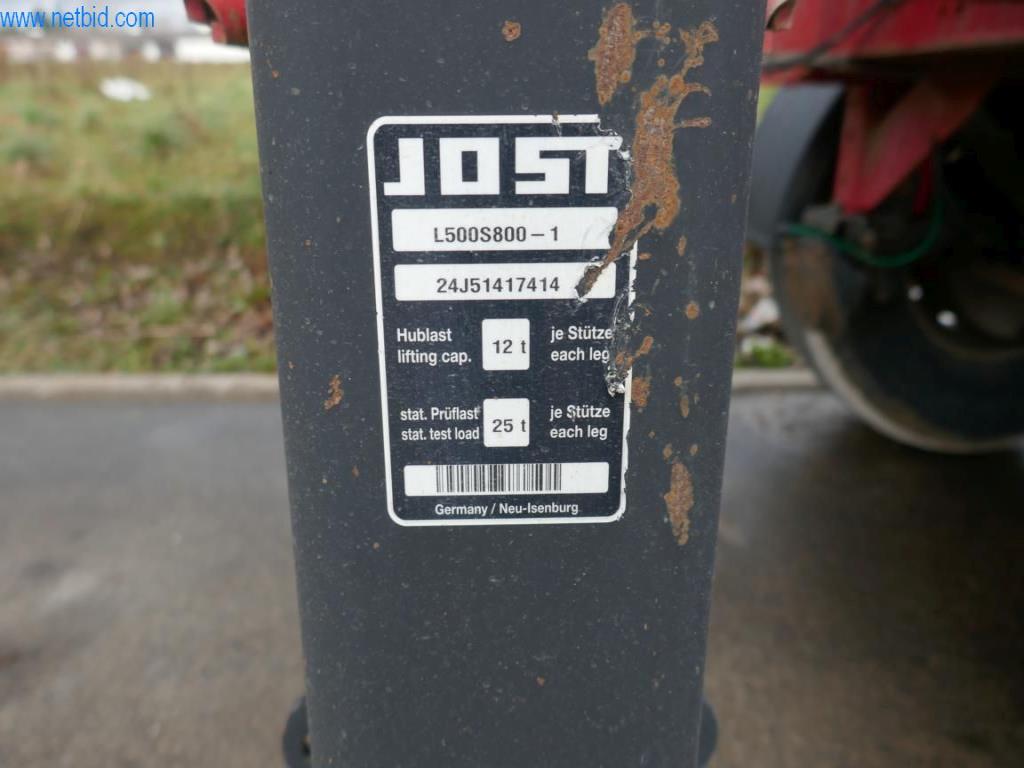 www.netbid.com
JOST
L500S800-1
24J51417414
Hublast 12 t je Stütze
lifting cap. each leg
stat. Prüflast 25 t je Stütze
stat. test load each leg
Germany / Neu-Isenburg